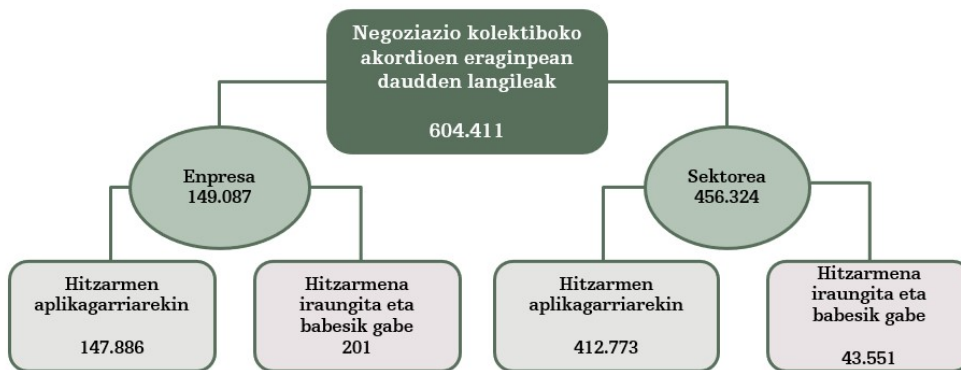 Negoziazio kolektiboko
akordioen eraginpean
daudden langileak
604.411
Enpresa
149.087
Sektorea
456.324
Hitzarmen
aplikagarriarekin
147.886
Hitzarmena
iraungita eta
babesik gabe
201
Hitzarmen
aplikagarriarekin
412.773
Hitzarmena
iraungita eta
babesik gabe
43.551